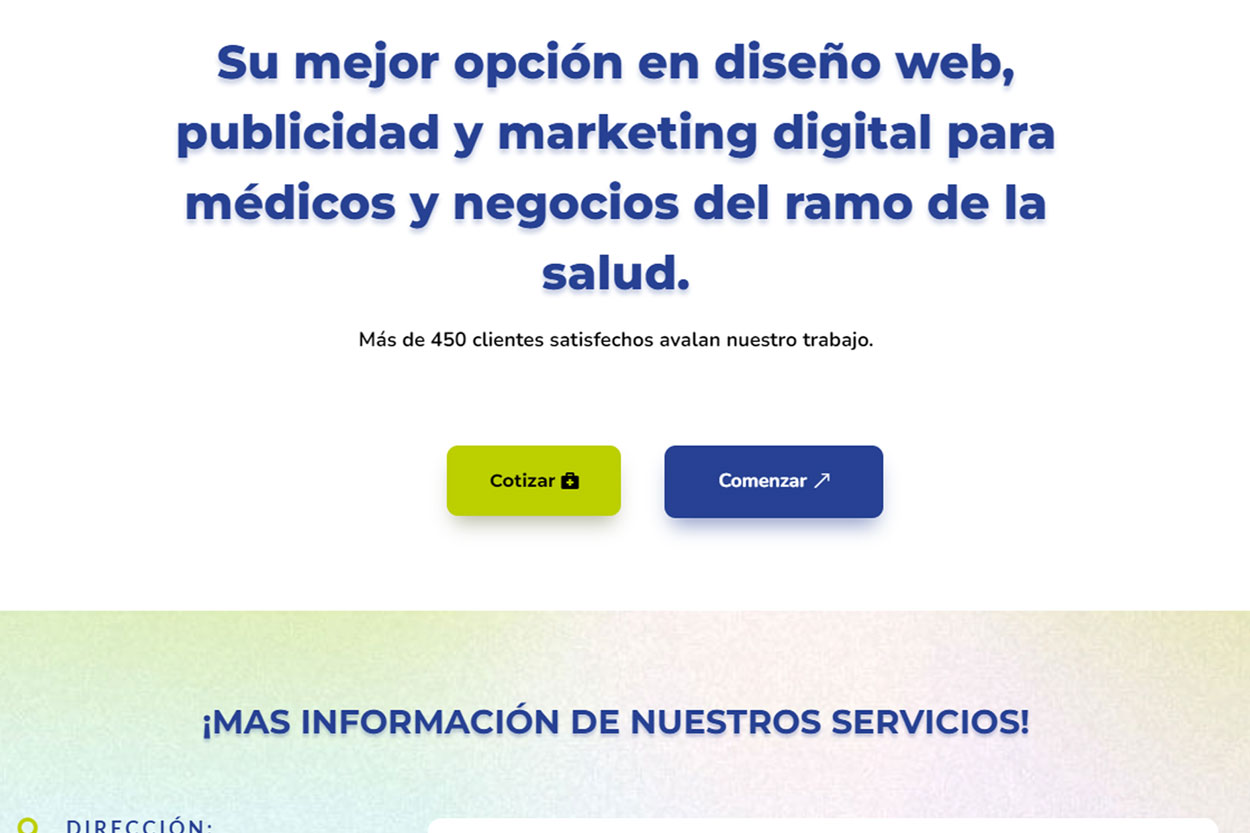 Su mejor opción en diseño web,
publicidad y marketing digital para
médicos y negocios del ramo de la
salud.
Más de 450 clientes satisfechos avalan nuestro trabajo.
Cotizar
Comenzar
¡MAS INFORMACIÓN DE NUESTROS SERVICIOS!
DIRECCIÓN: